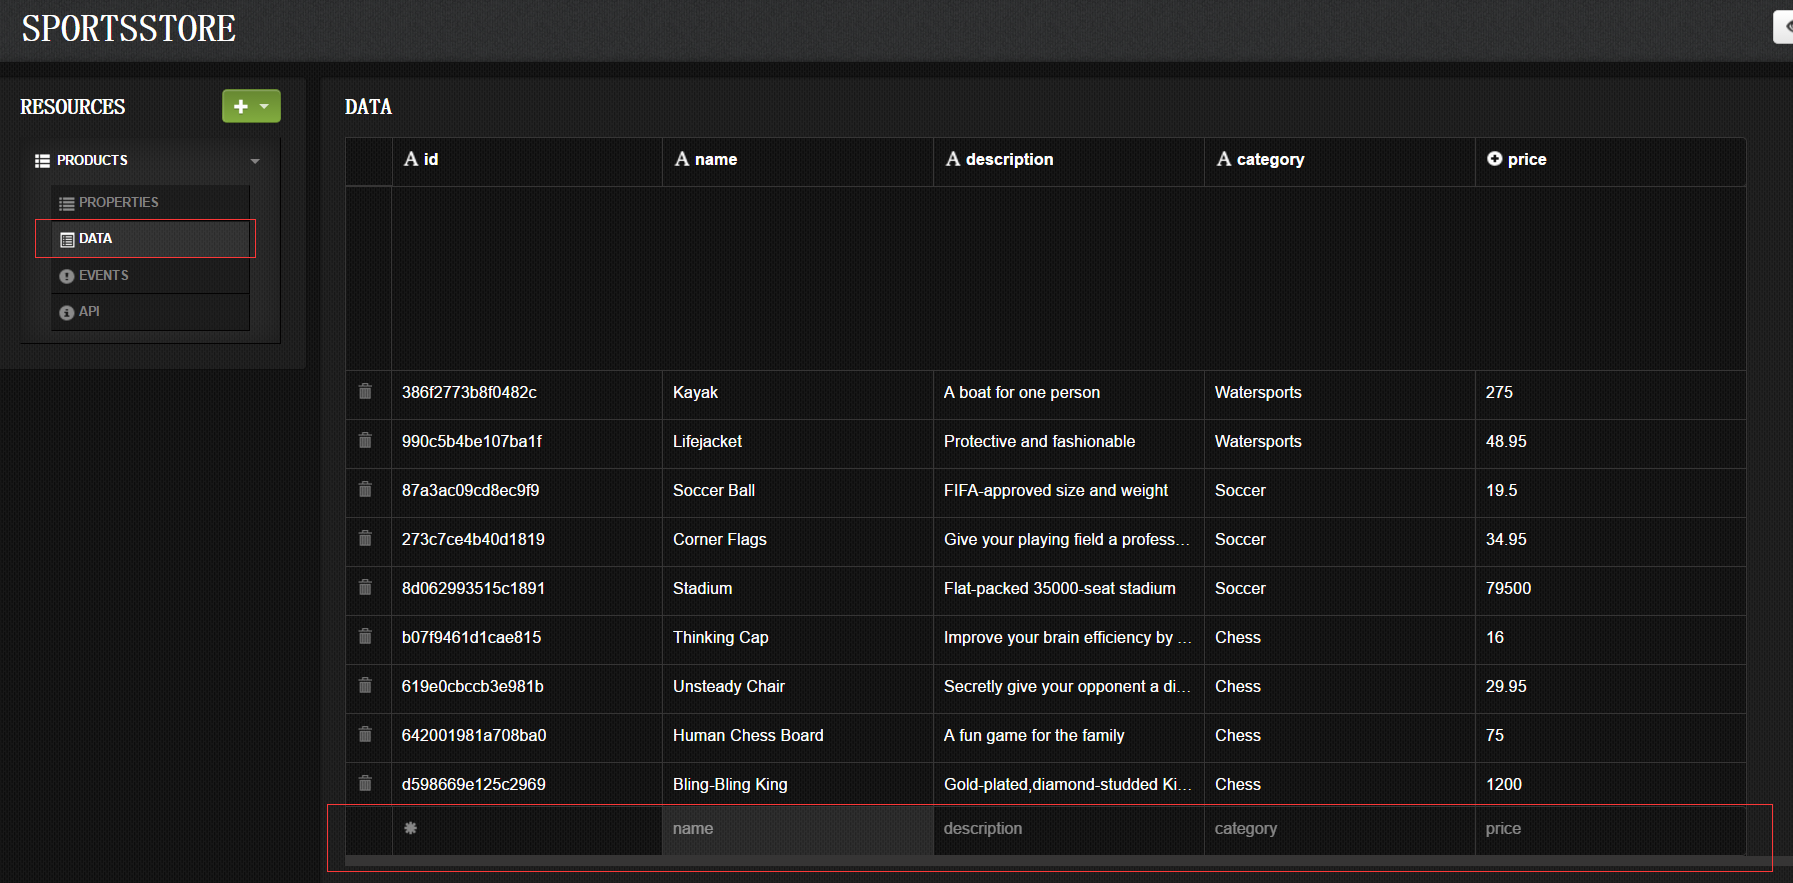 SPORTSSTORE
RESOURCES
PRODUCTS
PROPERTIES
DATA
EVENTS
API
DATA
id name description category price
386f2773b8f0482c Kayak A boat for one person Watersports 275
990c5b4be107ba1f Lifejacket Protective and fashionable Watersports 48.95
87a3ac09cd8ec9f9 Soccer Ball FIFA-approved size and weight Soccer 19.5
273c7ce4b40d1819 Corner Flags Give your playing field a profess… Soccer 34.95
8d062993515c1891 Stadium Flat-packed 35000-seat stadium Soccer 79500
b07f9461d1cae815 Thinking Cap Improve your brain efficiency by … Chess 16
619e0cbccb3e981b Unsteady Chair Secretly give your opponent a di… Chess 29.95
642001981a708ba0 Human Chess Board A fun game for the family Chess 75
d598669e125c2969 Bling-Bling King Gold-plated,diamond-studded Ki… Chess 1200
name description category price